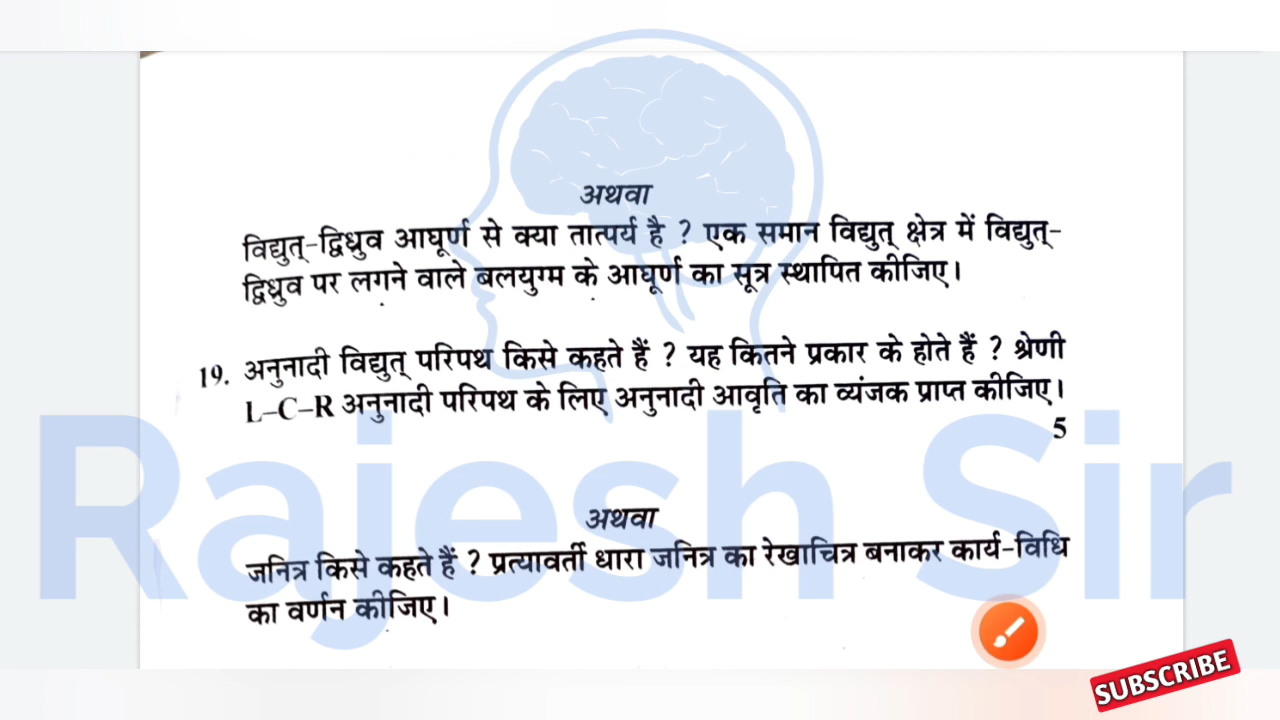 अथवा
विद्युत्-द्विध्रुव आघूर्ण से क्या तात्पर्य है ? एक समान विद्युत् क्षेत्र में विद्युत्-
द्विध्रुव पर लगने वाले बलयुग्म के आघूर्ण का सूत्र स्थापित कीजिए।
19. अनुनादी विद्युत् परिपथ किसे कहते हैं ? यह कितने प्रकार के होते हैं ? श्रेणी
L–C–R अनुनादी परिपथ के लिए अनुनादी आवृति का व्यंजक प्राप्त कीजिए।
5
Rajesh Sir
अथवा
जनित्र किसे कहते हैं ? प्रत्यावर्ती धारा जनित्र का रेखाचित्र बनाकर कार्य-विधि
का वर्णन कीजिए।
SUBSCRIBE